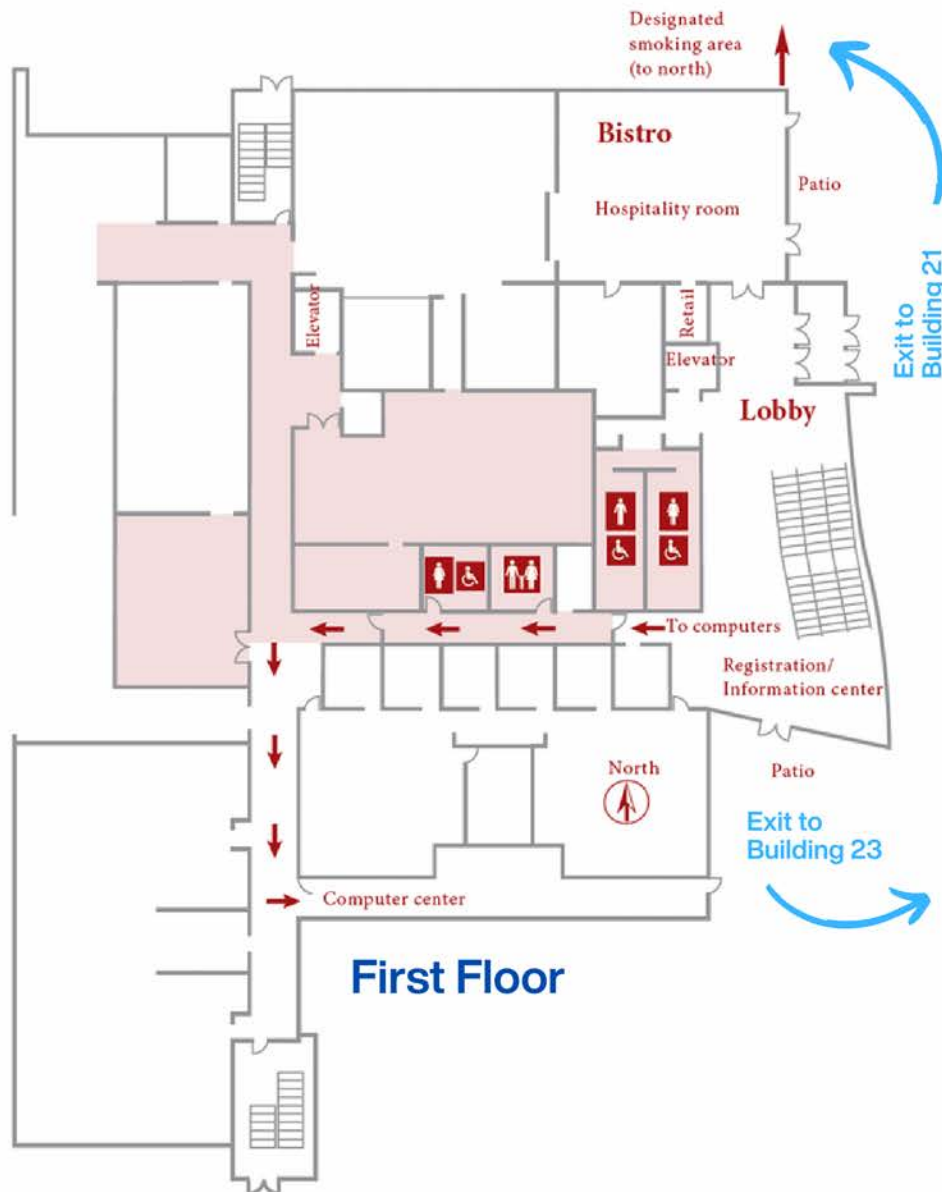 Designated
smoking area
(to north)
Bistro
Patio
Hospitality room
Exit to
Building 21
Elevator
Retail
Elevator
Lobby
To computers
Registration/
Information center
North
Patio
Exit to
Building 23
Computer center
First Floor